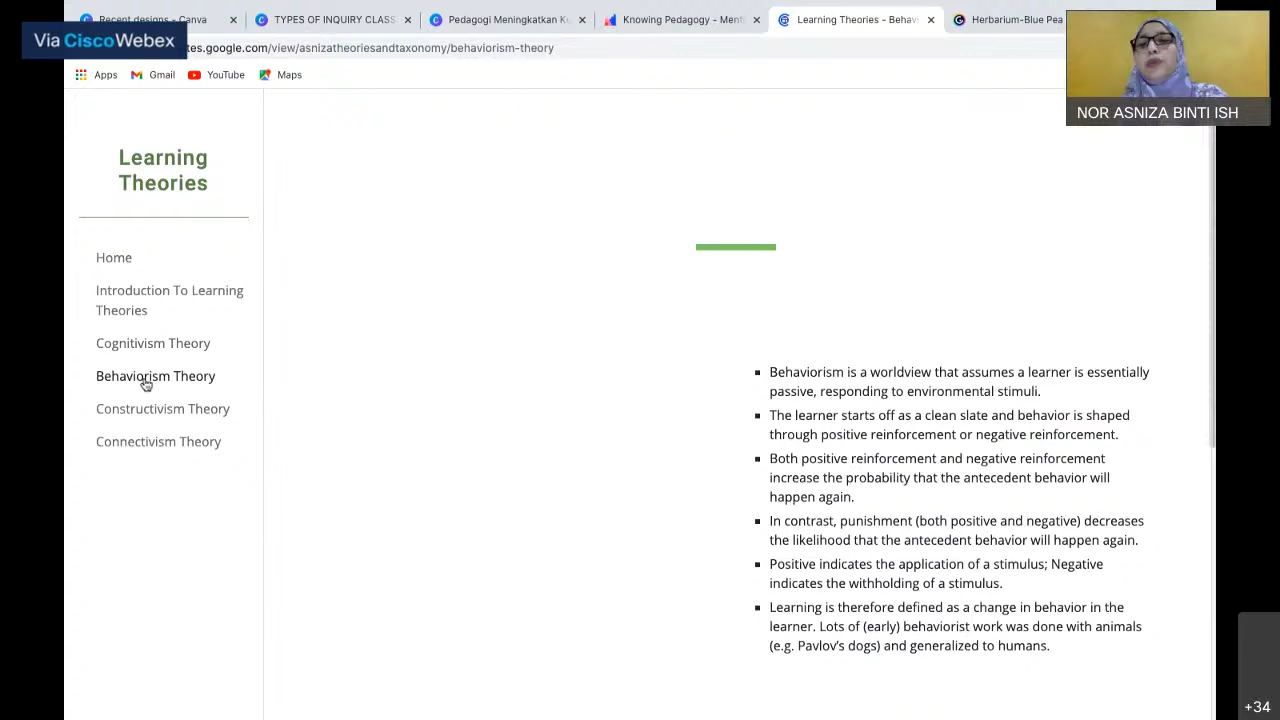 Recent designs - Canva
TYPES OF INQUIRY CLASS
Pedagogi Meningkatkan K
Knowing Pedagogy - Ment
Learning Theories - Behav
Herbarium-Blue Pea
Via Cisco Webex
tes.google.com/view/asnizatheoriesandtaxonomy/behaviorism-theory
Apps
Gmail
YouTube
Maps
NOR ASNIZA BINTI ISH
Learning
Theories
Home
Introduction To Learning
Theories
Cognitivism Theory
Behaviorism Theory
Constructivism Theory
Connectivism Theory
Behaviorism is a worldview that assumes a learner is essentially
passive, responding to environmental stimuli.
The learner starts off as a clean slate and behavior is shaped
through positive reinforcement or negative reinforcement.
Both positive reinforcement and negative reinforcement
increase the probability that the antecedent behavior will
happen again.
In contrast, punishment (both positive and negative) decreases
the likelihood that the antecedent behavior will happen again.
Positive indicates the application of a stimulus; Negative
indicates the withholding of a stimulus.
Learning is therefore defined as a change in behavior in the
learner. Lots of (early) behaviorist work was done with animals
(e.g. Pavlov's dogs) and generalized to humans.
+34